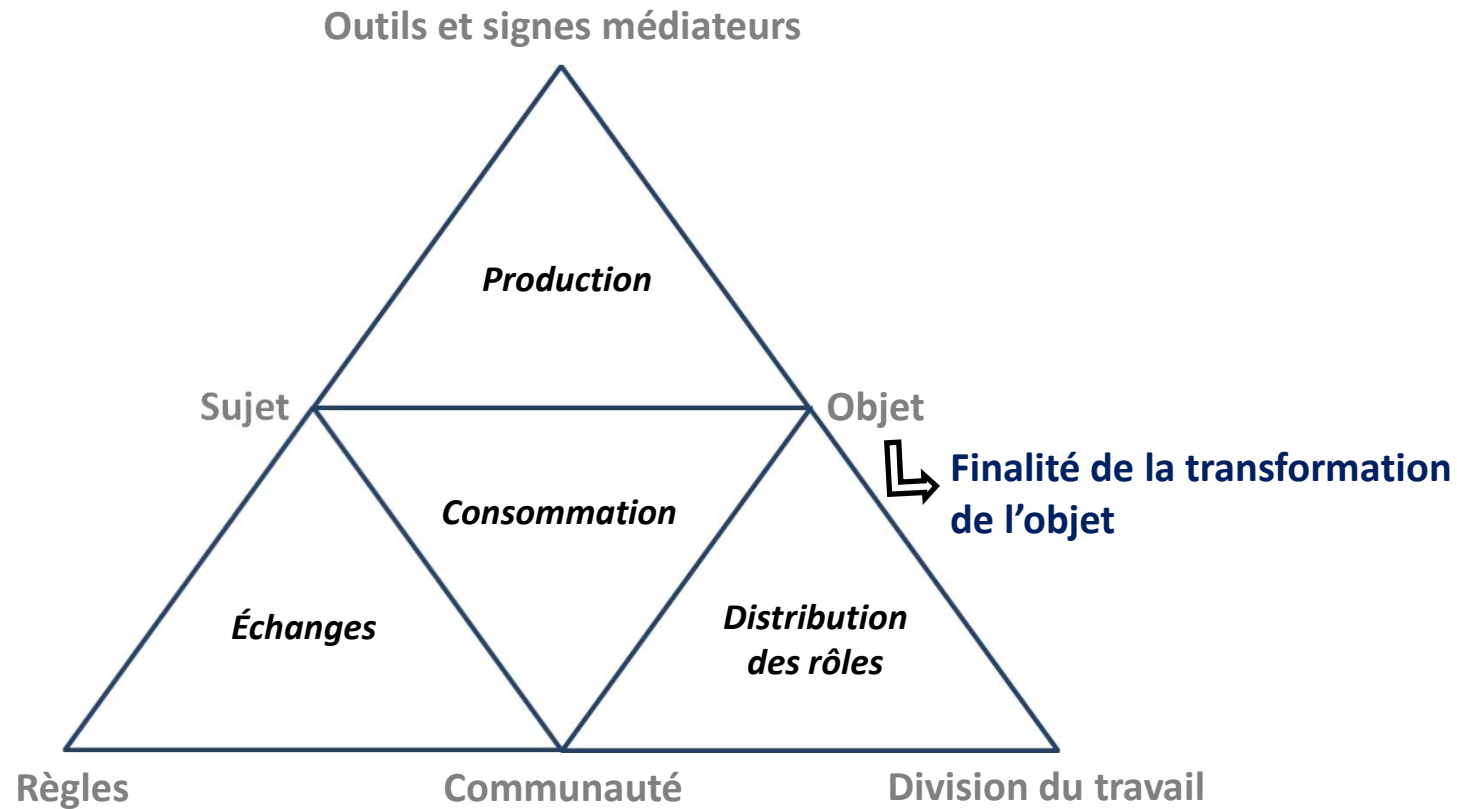 Outils et signes médiateurs
Production
Sujet
Objet
Finalité de la transformation
de l’objet
Consommation
Échanges
Distribution
des rôles
Règles
Communauté
Division du travail